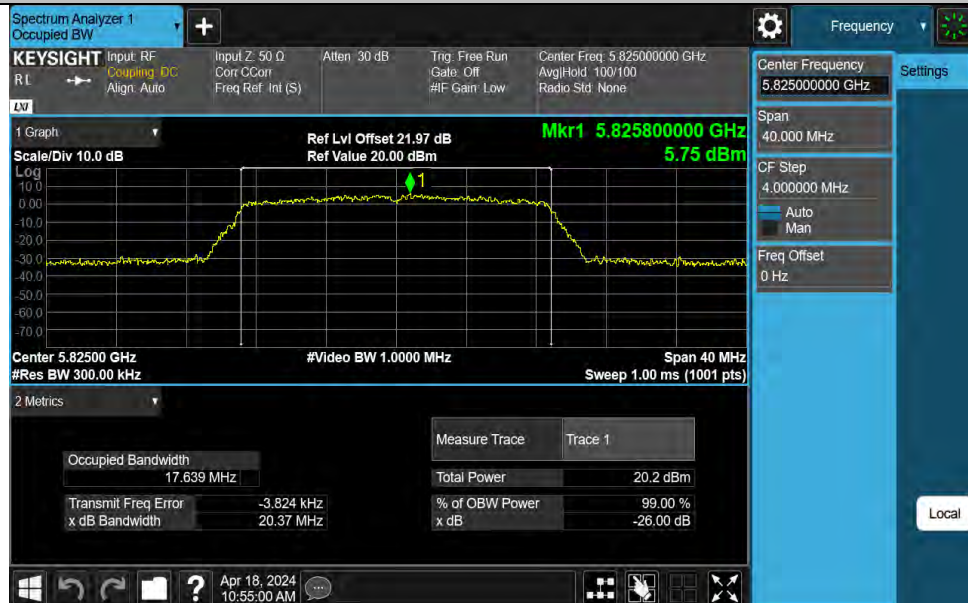 Spectrum Analyzer 1
Occupied BW
+
Frequency
KEYSIGHT Input: RF Input Z: 50 Ω Atten: 30 dB Trig: Free Run Center Freq: 5.825000000 GHz
RL Coupling: DC Corr CCorr Gate: Off Avg|Hold: 100/100
Align: Auto Freq Ref: Int (S) #IF Gain: Low Radio Std: None
LXI
Center Frequency
5.825000000 GHz
Settings
Span
40.000 MHz
CF Step
4.000000 MHz
Auto
Man
Freq Offset
0 Hz
1 Graph
Ref Lvl Offset 21.97 dB Mkr1 5.825800000 GHz
Scale/Div 10.0 dB Ref Value 20.00 dBm 5.75 dBm
Log
10.0
0.00
-10.0
-20.0
-30.0
-40.0
-50.0
-60.0
-70.0
1
Center 5.82500 GHz #Video BW 1.0000 MHz Span 40 MHz
#Res BW 300.00 kHz Sweep 1.00 ms (1001 pts)
2 Metrics
Measure Trace Trace 1
Occupied Bandwidth
17.639 MHz Total Power 20.2 dBm
Transmit Freq Error -3.824 kHz % of OBW Power 99.00 %
x dB Bandwidth 20.37 MHz x dB -26.00 dB
Local
? Apr 18, 2024
10:55:00 AM